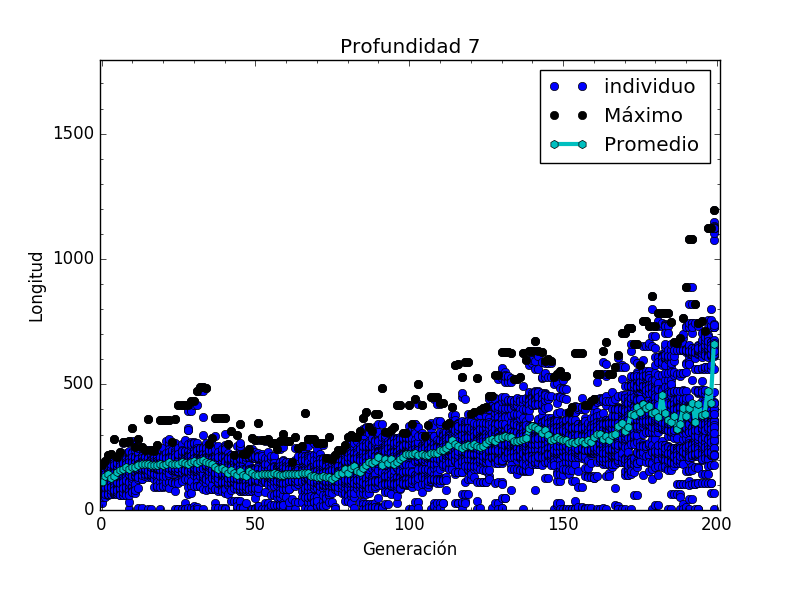 Profundidad 7
individuo
Máximo
Promedio
1500
1000
500
0
Longitud
0 50 100 150 200
Generación